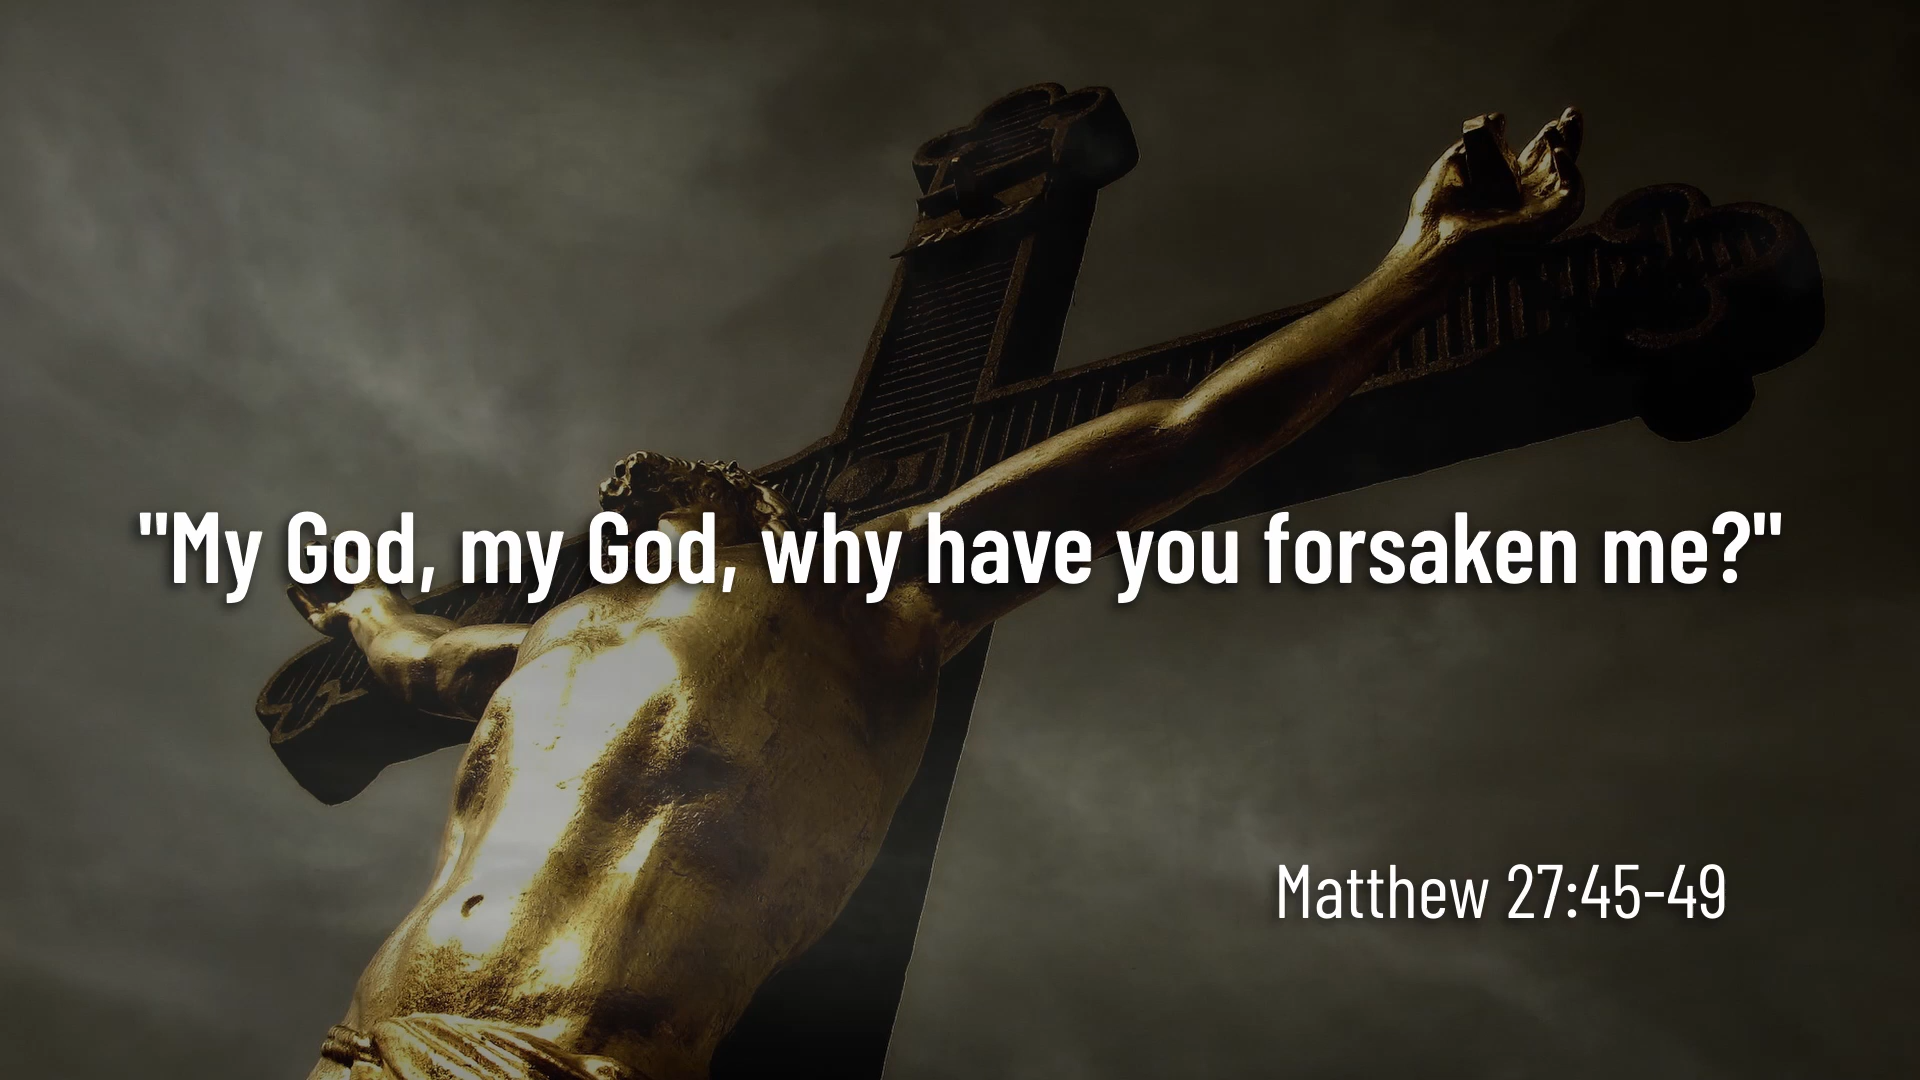 "My God, my God, why have you forsaken me?"
Matthew 27:45-49